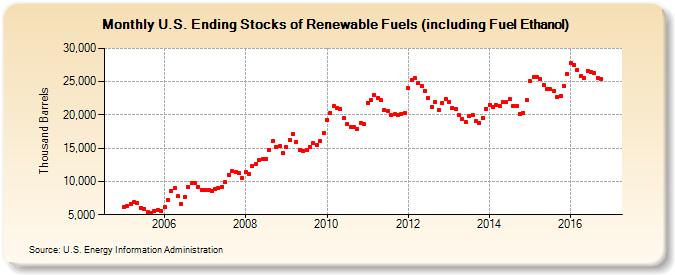 Monthly U.S. Ending Stocks of Renewable Fuels (including Fuel Ethanol)
Thousand Barrels
30,000
25,000
20,000
15,000
10,000
5,000
2006 2008 2010 2012 2014 2016
Source: U.S. Energy Information Administration